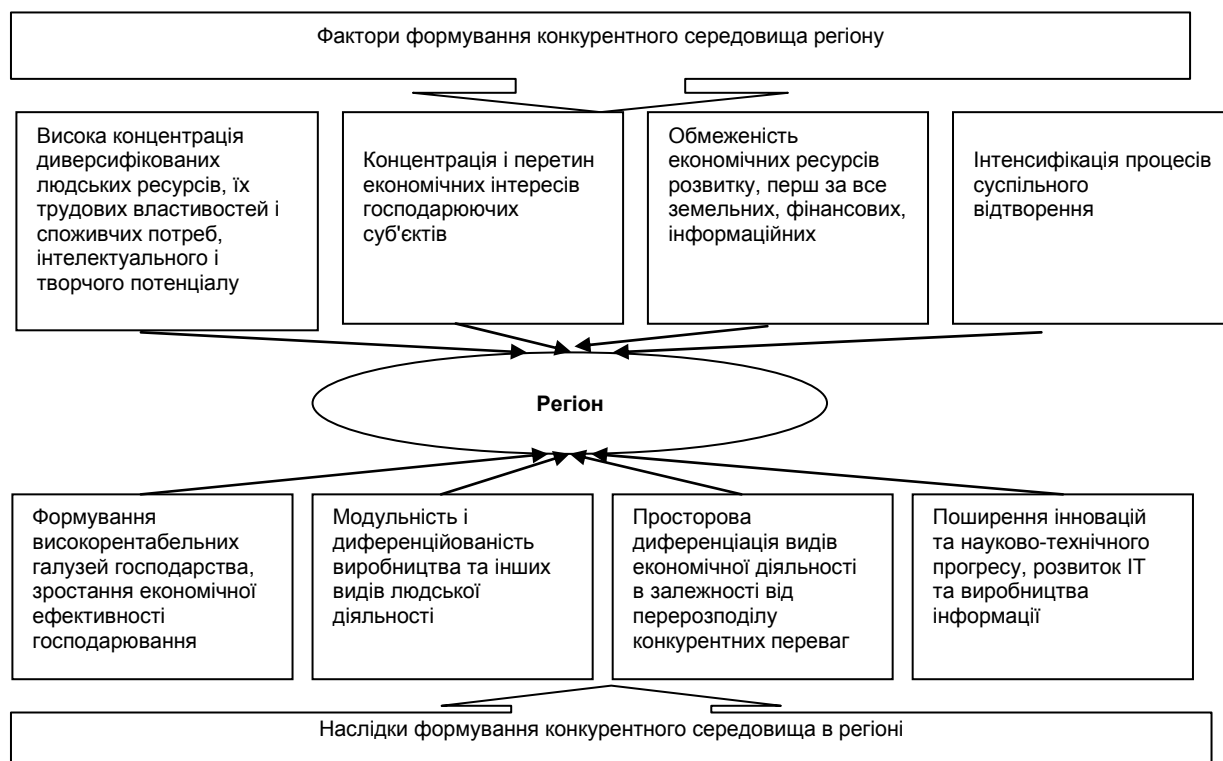 Фактори формування конкурентного середовища регіону
Висока концентрація
диверсифікованих
людських ресурсів, їх
трудових властивостей і
споживчих потреб,
інтелектуального і
творчого потенціалу
Концентрація і перетин
економічних інтересів
господарюючих
суб'єктів
Обмеженість
економічних ресурсів
розвитку, перш за все
земельних, фінансових,
інформаційних
Інтенсифікація процесів
суспільного
відтворення
Регіон
Формування
високорентабельних
галузей господарства,
зростання економічної
ефективності
господарювання
Модульність і
диференційованість
виробництва та інших
видів людської
діяльності
Просторова
диференціація видів
економічної діяльності
в залежності від
перерозподілу
конкурентних переваг
Поширення інновацій
та науково-технічного
прогресу, розвиток ІТ
та виробництва
інформації
Наслідки формування конкурентного середовища в регіоні